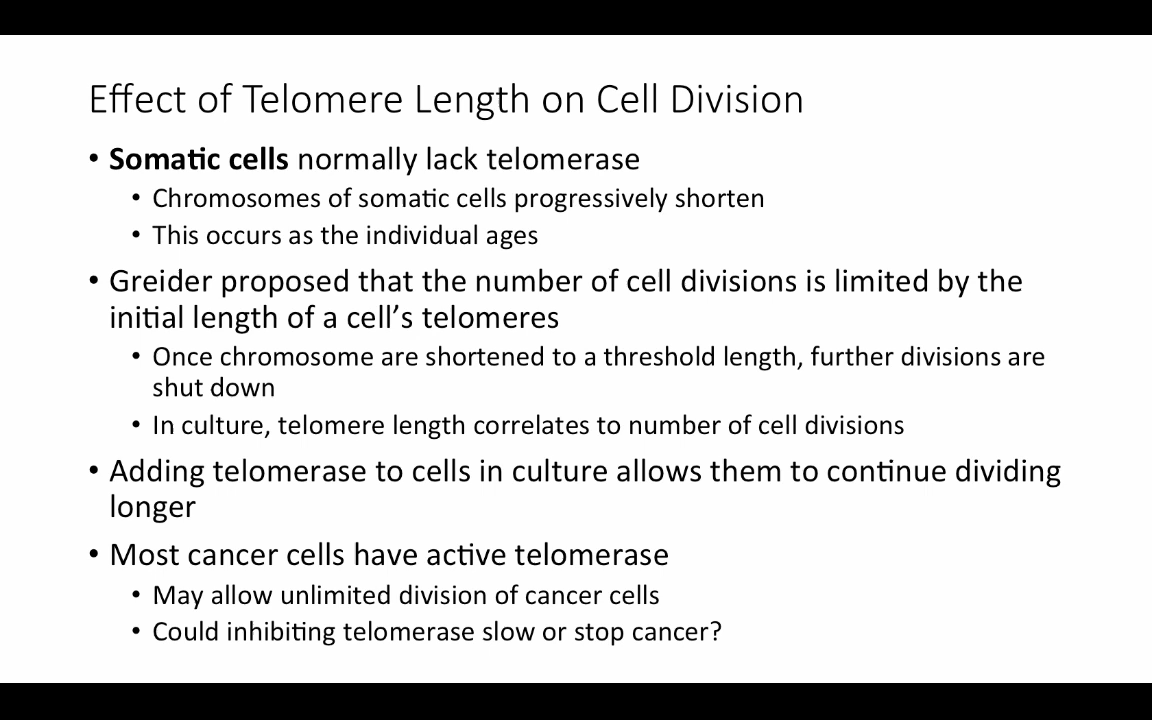 Effect of Telomere Length on Cell Division
• Somatic cells normally lack telomerase
• Chromosomes of somatic cells progressively shorten
• This occurs as the individual ages
• Greider proposed that the number of cell divisions is limited by the
initial length of a cell’s telomeres
• Once chromosome are shortened to a threshold length, further divisions are
shut down
• In culture, telomere length correlates to number of cell divisions
• Adding telomerase to cells in culture allows them to continue dividing
longer
• Most cancer cells have active telomerase
• May allow unlimited division of cancer cells
• Could inhibiting telomerase slow or stop cancer?